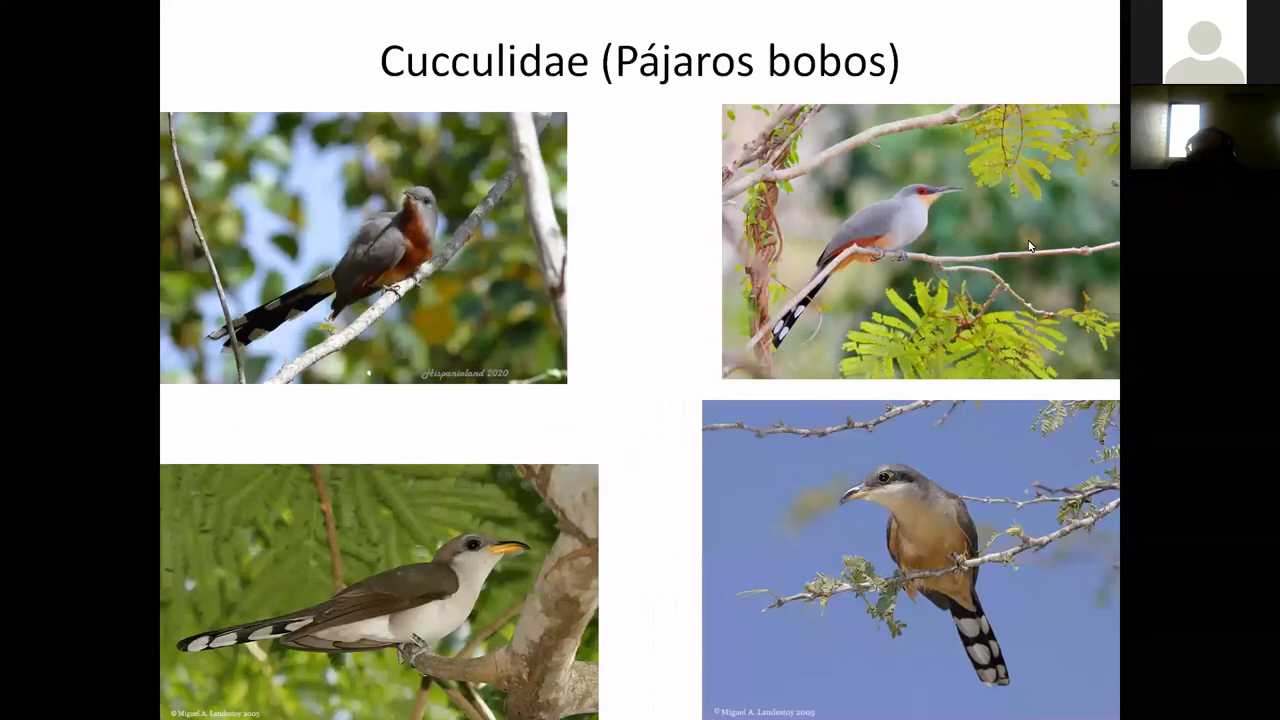 Cucculidae (Pájaros bobos)
Hispanioland 2020
© Miguel A. Landestoy 2005
© Miguel A. Landestoy 2005